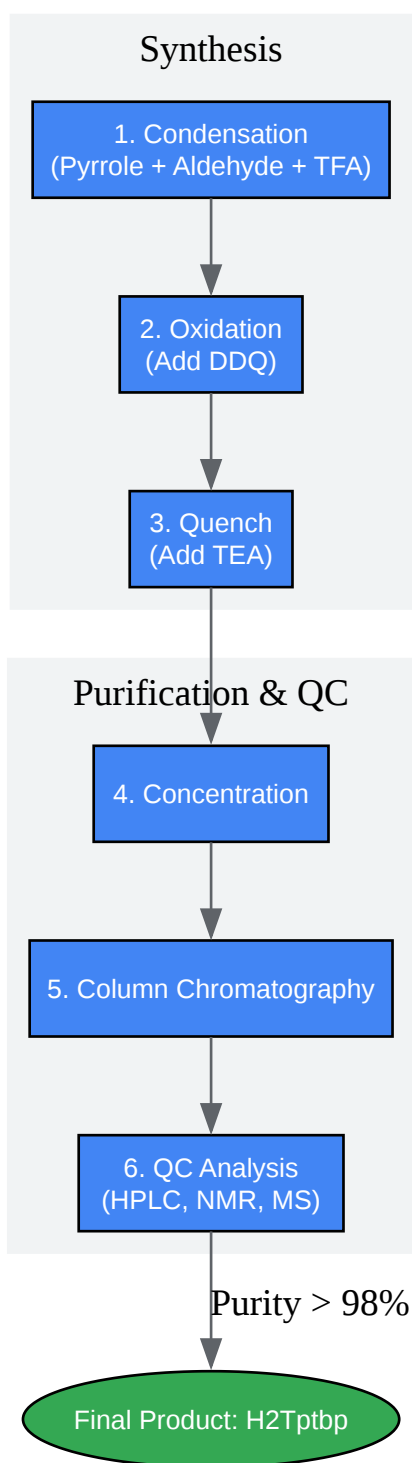 Synthesis
1. Condensation
(Pyrrole + Aldehyde + TFA)
2. Oxidation
(Add DDQ)
3. Quench
(Add TEA)
Purification & QC
4. Concentration
5. Column Chromatography
6. QC Analysis
(HPLC, NMR, MS)
Purity > 98%
Final Product: H2Tptbp